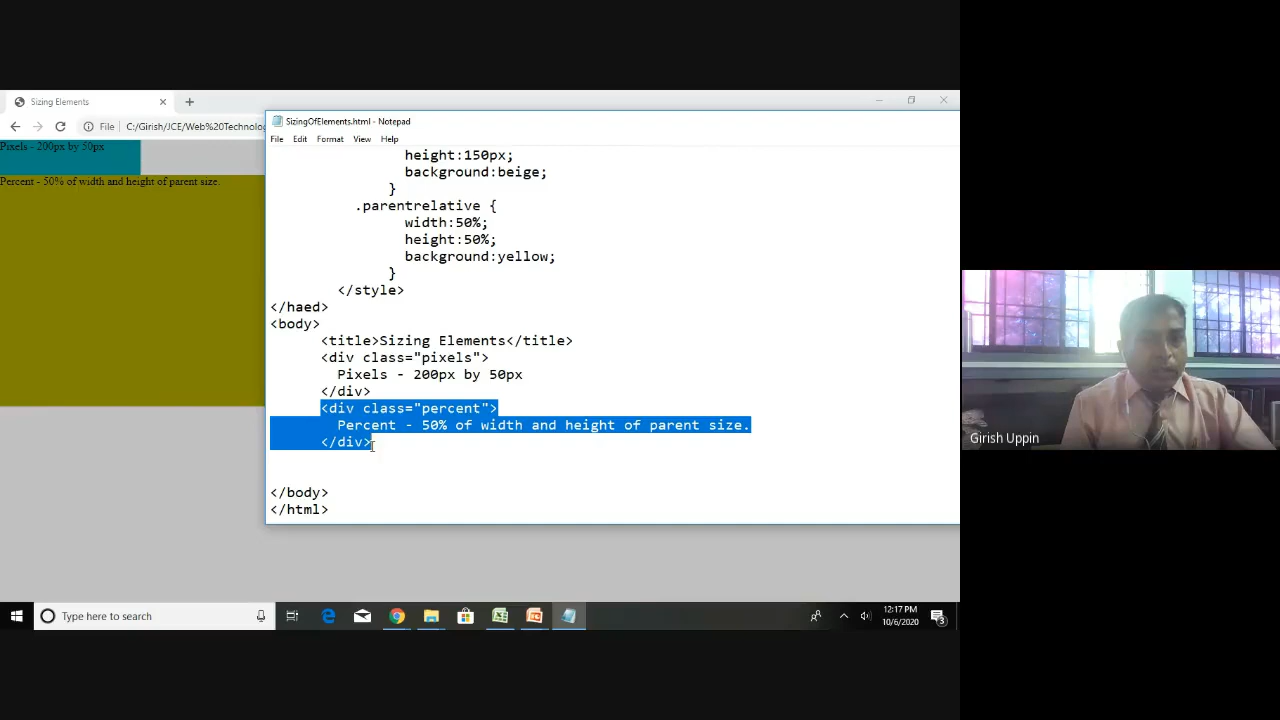 Sizing Elements
File
C:/Girish/JCE/Web%20Technolog
Pixels - 200px by 50px
Percent - 50% of width and height of parent size.
SizingOfElements.html - Notepad
File Edit Format View Help
height:150px;
background:beige;
}
.parentrelative {
width:50%;
height:50%;
background:yellow;
}
</style>
</haed>
<body>
<title>Sizing Elements</title>
<div class="pixels">
Pixels - 200px by 50px
</div>
<div class="percent">
Percent - 50% of width and height of parent size.
</div>
</body>
</html>
Girish Uppin
Type here to search
12:17 PM
10/6/2020
3